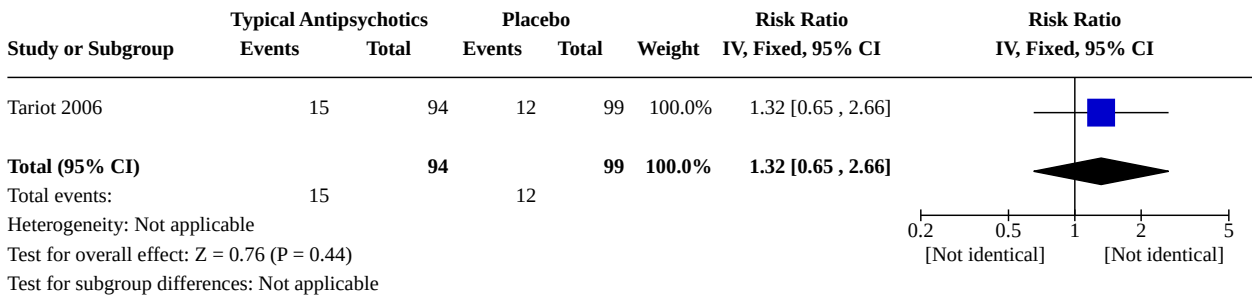 Typical Antipsychotics Placebo Risk Ratio Risk Ratio
Study or Subgroup Events Total Events Total Weight IV, Fixed, 95% CI IV, Fixed, 95% CI
Tariot 2006 15 94 12 99 100.0% 1.32 [0.65 , 2.66]
Total (95% CI) 94 99 100.0% 1.32 [0.65 , 2.66]
Total events: 15 12
Heterogeneity: Not applicable
0.2 0.5 1 2 5
Test for overall effect: Z = 0.76 (P = 0.44) [Not identical] [Not identical]
Test for subgroup differences: Not applicable